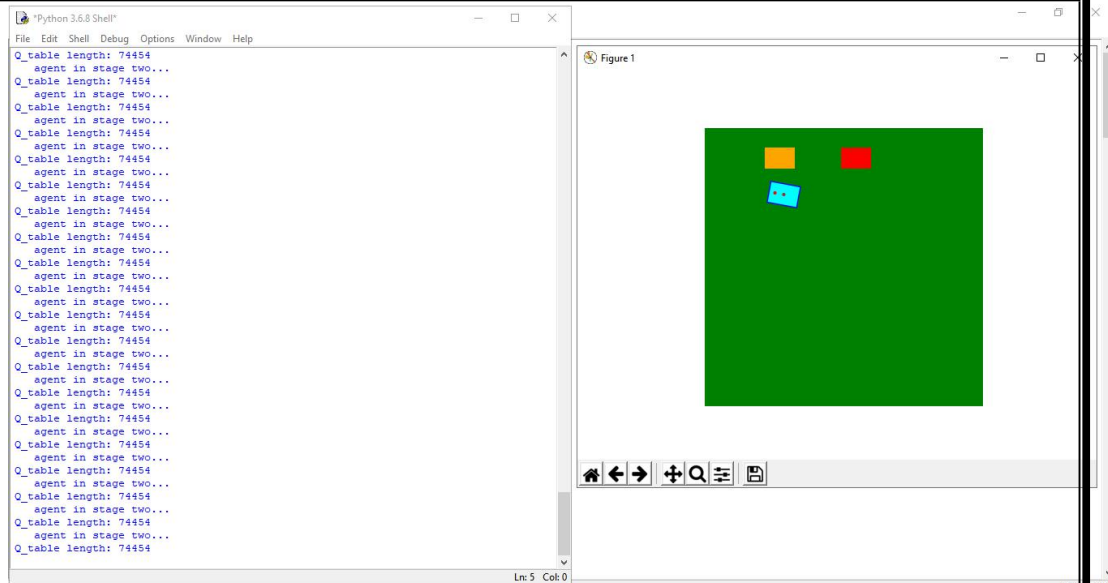 *Python 3.6.8 Shell*
File Edit Shell Debug Options Window Help
Q_table length: 74454
agent in stage two...
Q_table length: 74454
agent in stage two...
Q_table length: 74454
agent in stage two...
Q_table length: 74454
agent in stage two...
Q_table length: 74454
agent in stage two...
Q_table length: 74454
agent in stage two...
Q_table length: 74454
agent in stage two...
Q_table length: 74454
agent in stage two...
Q_table length: 74454
agent in stage two...
Q_table length: 74454
agent in stage two...
Q_table length: 74454
agent in stage two...
Q_table length: 74454
agent in stage two...
Q_table length: 74454
agent in stage two...
Q_table length: 74454
agent in stage two...
Q_table length: 74454
agent in stage two...
Q_table length: 74454
agent in stage two...
Q_table length: 74454
agent in stage two...
Q_table length: 74454
agent in stage two...
Q_table length: 74454
agent in stage two...
Q_table length: 74454
Ln: 5 Col: 0
Figure 1